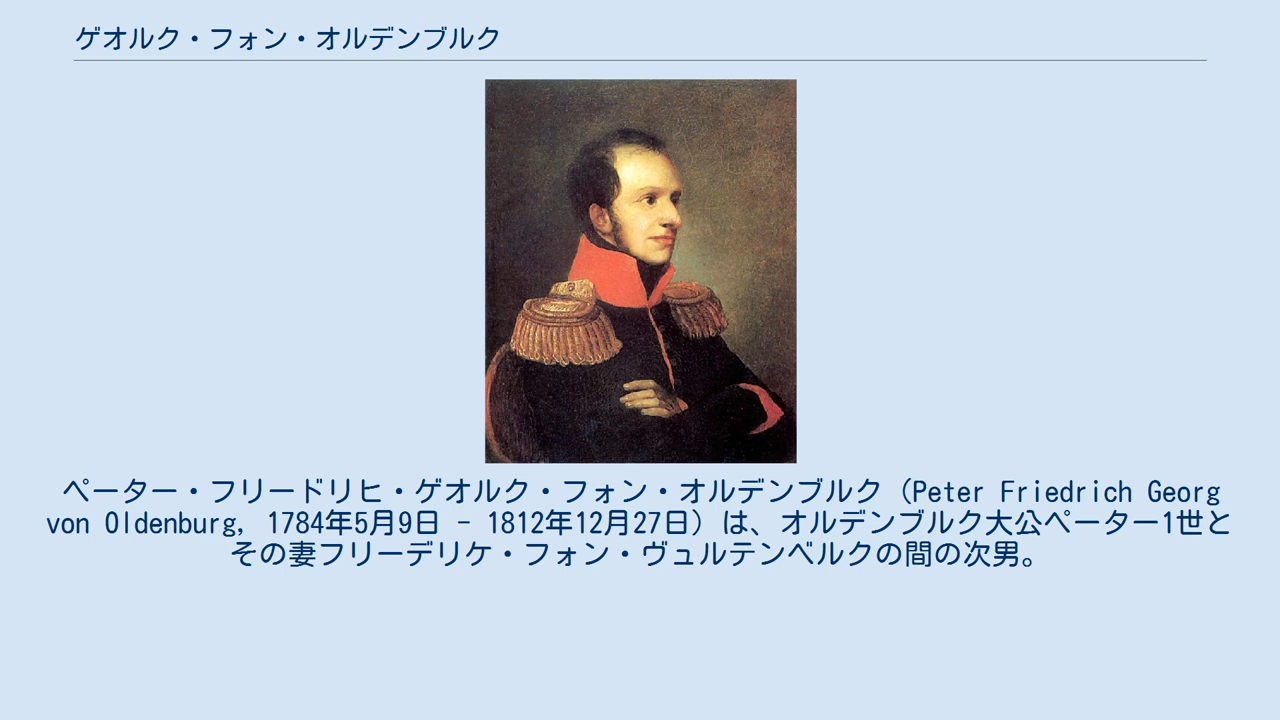 ゲオルク・フォン・オルデンブルク
ペーター・フリードリヒ・ゲオルク・フォン・オルデンブルク（Peter Friedrich Georg
von Oldenburg, 1784年5月9日 - 1812年12月27日）は、オルデンブルク大公ペーター1世と
その妻フリーデリケ・フォン・ヴュルテンベルクの間の次男。